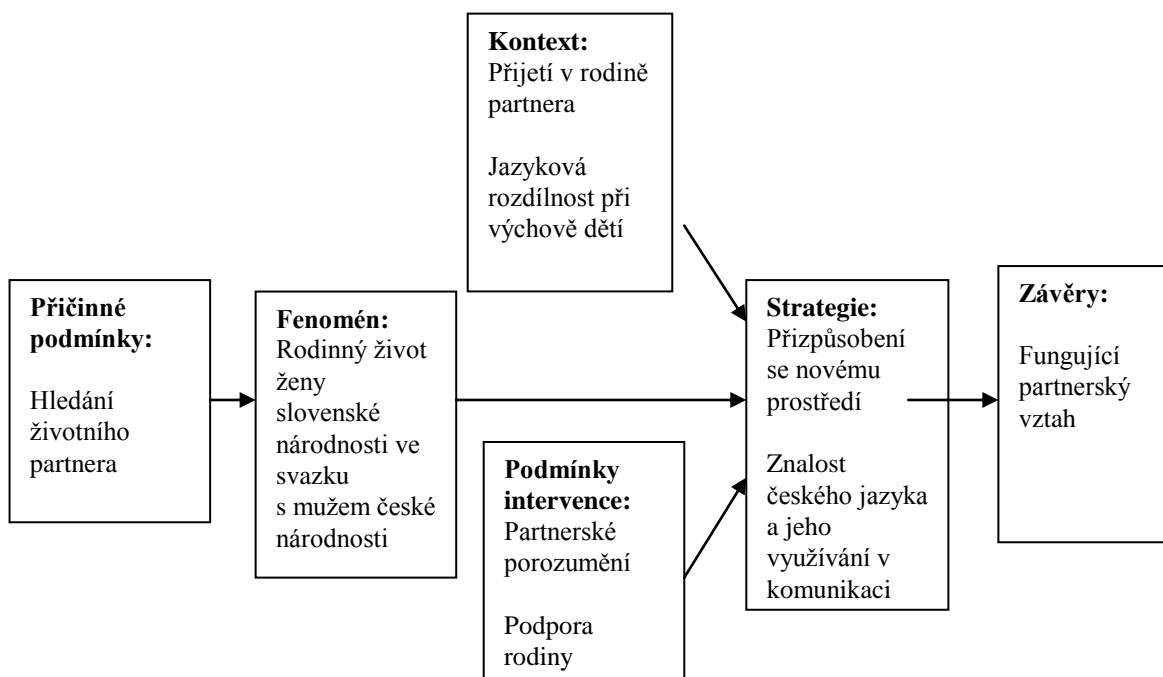 Kontext:
Přijetí v rodině
partnera
Jazyková
rozdílnost při
výchově dětí
Přičinné
podmínky:
Hledání
životního
partnera
Fenomén:
Rodinný život
ženy
slovenské
národnosti ve
svazku
s mužem české
národnosti
Podmínky
intervence:
Partnerské
porozumění
Podpora
rodiny
Strategie:
Přizpůsobení
se novému
prostředí
Znalost
českého jazyka
a jeho
využívání v
komunikaci
Závěry:
Fungující
partnerský
vztah